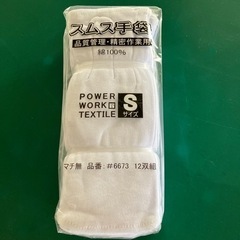 スムス手袋
品質管理・精密作業用
綿100%
POWER
WORK
TEXTILE
Sサイズ
マチ無 品番 #6673 12双組